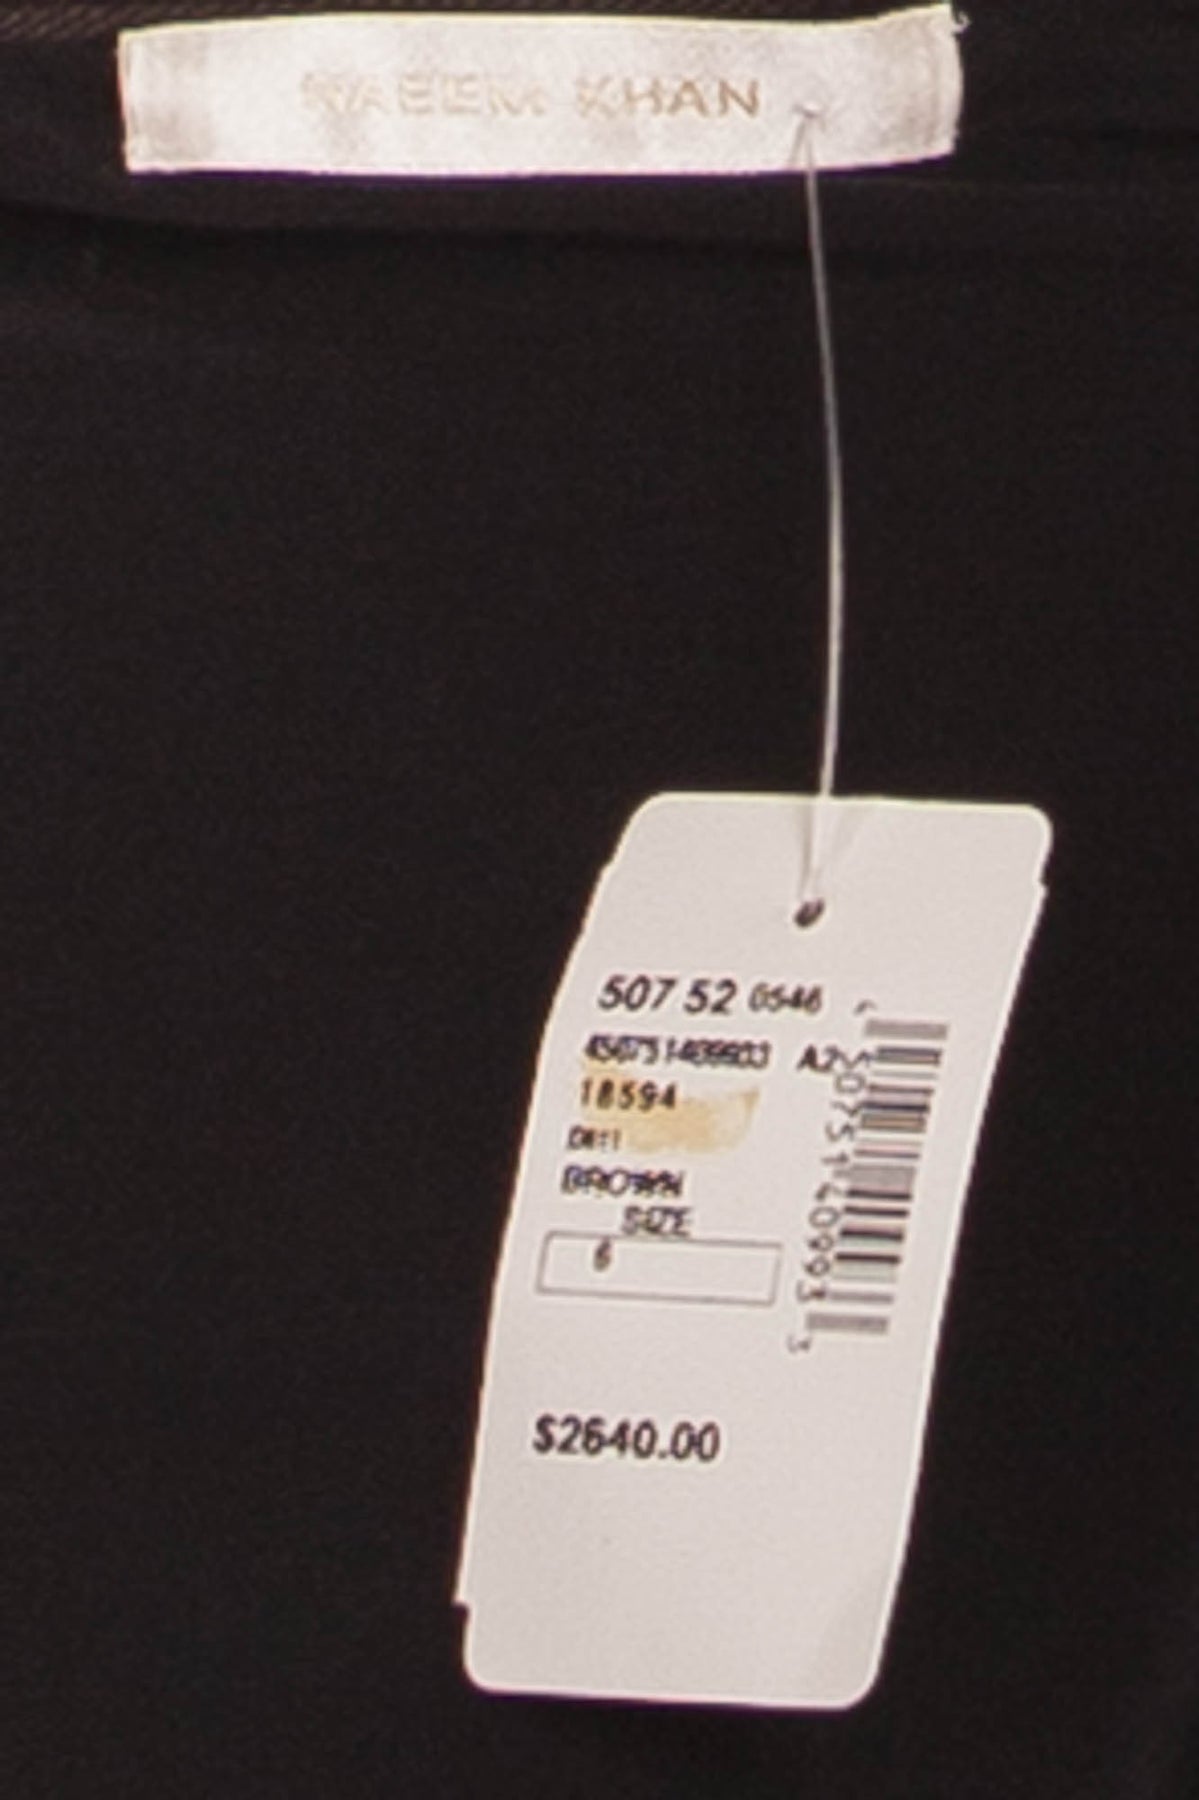 NAEEM KHAN
507 52 0546
A2
18594
BROWN
SIZE
6
$2640.00